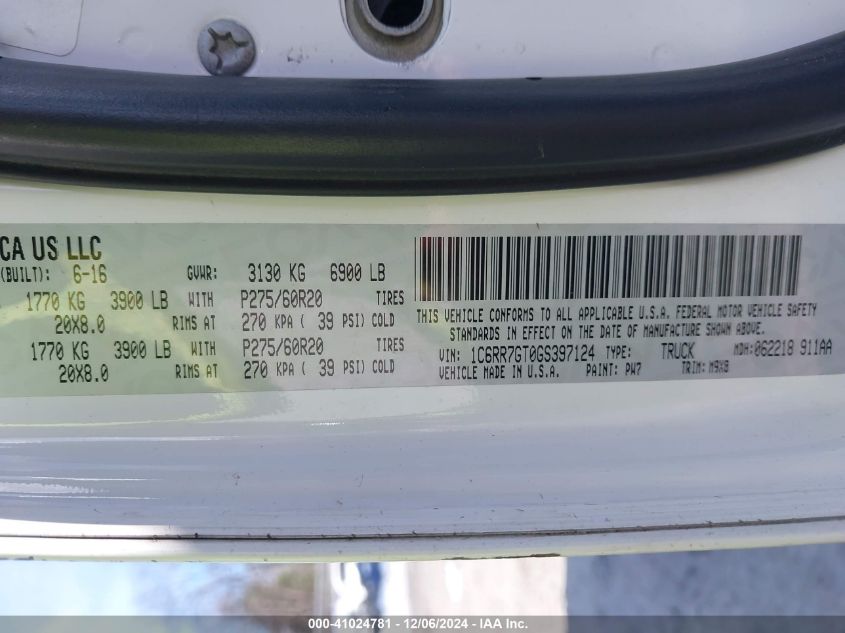 CA US LLC
(BUILT): 6-16 GVWR: 3130 KG 6900 LB
1770 KG 3900 LB WITH P275/60R20 TIRES
20X8.0 RIMS AT 270 KPA ( 39 PSI) COLD
1770 KG 3900 LB WITH P275/60R20 TIRES
20X8.0 RIMS AT 270 KPA ( 39 PSI) COLD
THIS VEHICLE CONFORMS TO ALL APPLICABLE U.S.A. FEDERAL MOTOR VEHICLE SAFETY
STANDARDS IN EFFECT ON THE DATE OF MANUFACTURE SHOWN ABOVE.
VIN: 1C6RR7GT0GS397124 TYPE: TRUCK MDH: 062218 911AA
VEHICLE MADE IN U.S.A. PAINT: PW7 TRIM: M9X8
000-41024781 - 12/06/2024 - IAA Inc.